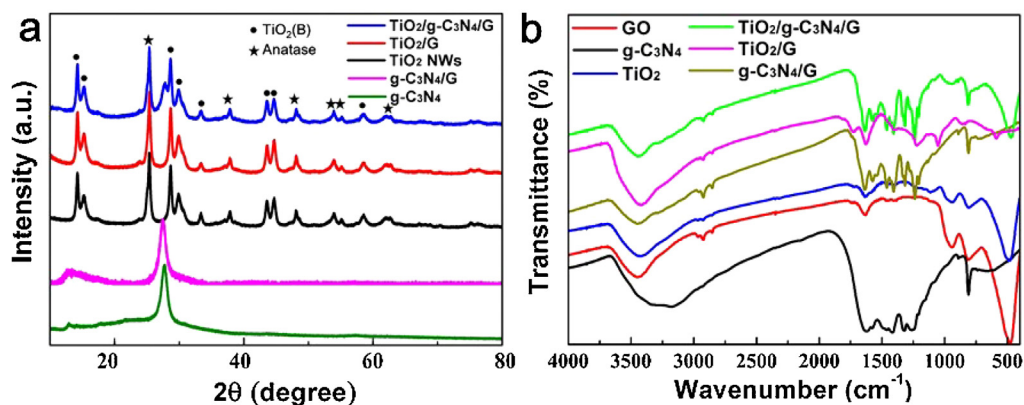 a
● TiO₂(B)
★ Anatase
TiO₂/g-C₃N₄/G
TiO₂/G
TiO₂ NWs
g-C₃N₄/G
g-C₃N₄
Intensity (a.u.)
20 40 60 80
2θ (degree)
b
GO
g-C₃N₄
TiO₂
TiO₂/g-C₃N₄/G
TiO₂/G
g-C₃N₄/G
Transmittance (%)
4000 3500 3000 2500 2000 1500 1000 500
Wavenumber (cm⁻¹)